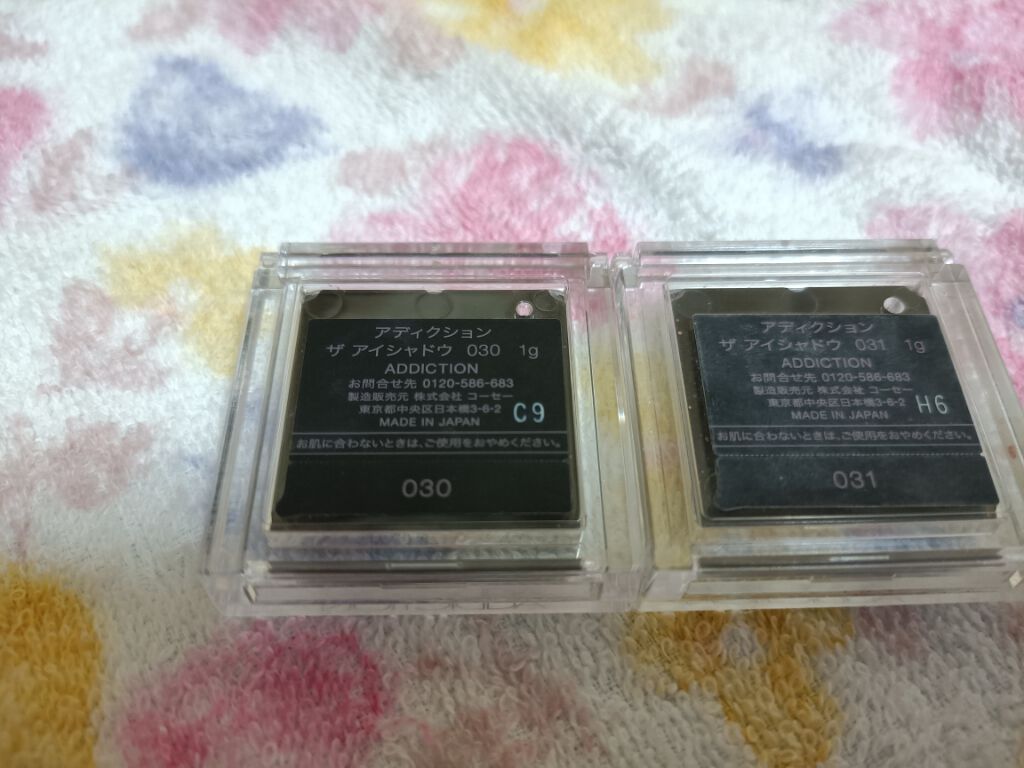 アディクション
ザ アイシャドウ 030 1g
ADDICTION
お問合せ先 0120-586-683
製造販売元 株式会社 コーセー
東京都中央区日本橋3-6-2
MADE IN JAPAN
C9
お肌に合わないときは、ご使用をおやめください。
030
アディクション
ザ アイシャドウ 031 1g
ADDICTION
お問合せ先 0120-586-683
製造販売元 株式会社 コーセー
東京都中央区日本橋3-6-2
MADE IN JAPAN
H6
お肌に合わないときは、ご使用をおやめください。
031